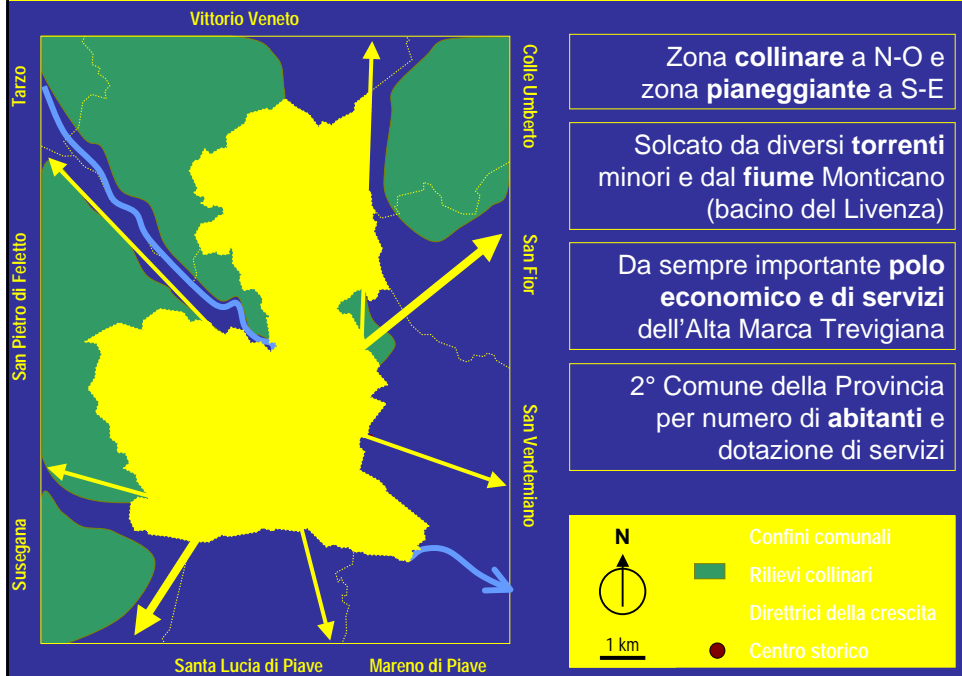 Vittorio Veneto
Tarzo
San Pietro di Feletto
Susegana
Colle Umberto
San Fior
San Vendemiano
Santa Lucia di Piave
Mareno di Piave
Zona collinare a N-O e
zona pianeggiante a S-E
Solcato da diversi torrenti
minori e dal fiume Monticano
(bacino del Livenza)
Da sempre importante polo
economico e di servizi
dell'Alta Marca Trevigiana
2° Comune della Provincia
per numero di abitanti e
dotazione di servizi
N
1 km
Confini comunali
Rilievi collinari
Direttrici della crescita
Centro storico